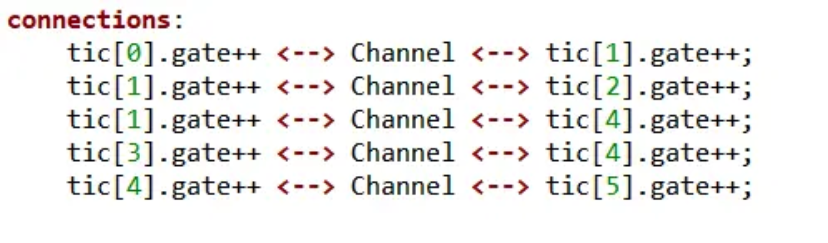 connections:
    tic[0].gate++ <--> Channel <--> tic[1].gate++;
    tic[1].gate++ <--> Channel <--> tic[2].gate++;
    tic[1].gate++ <--> Channel <--> tic[4].gate++;
    tic[3].gate++ <--> Channel <--> tic[4].gate++;
    tic[4].gate++ <--> Channel <--> tic[5].gate++;